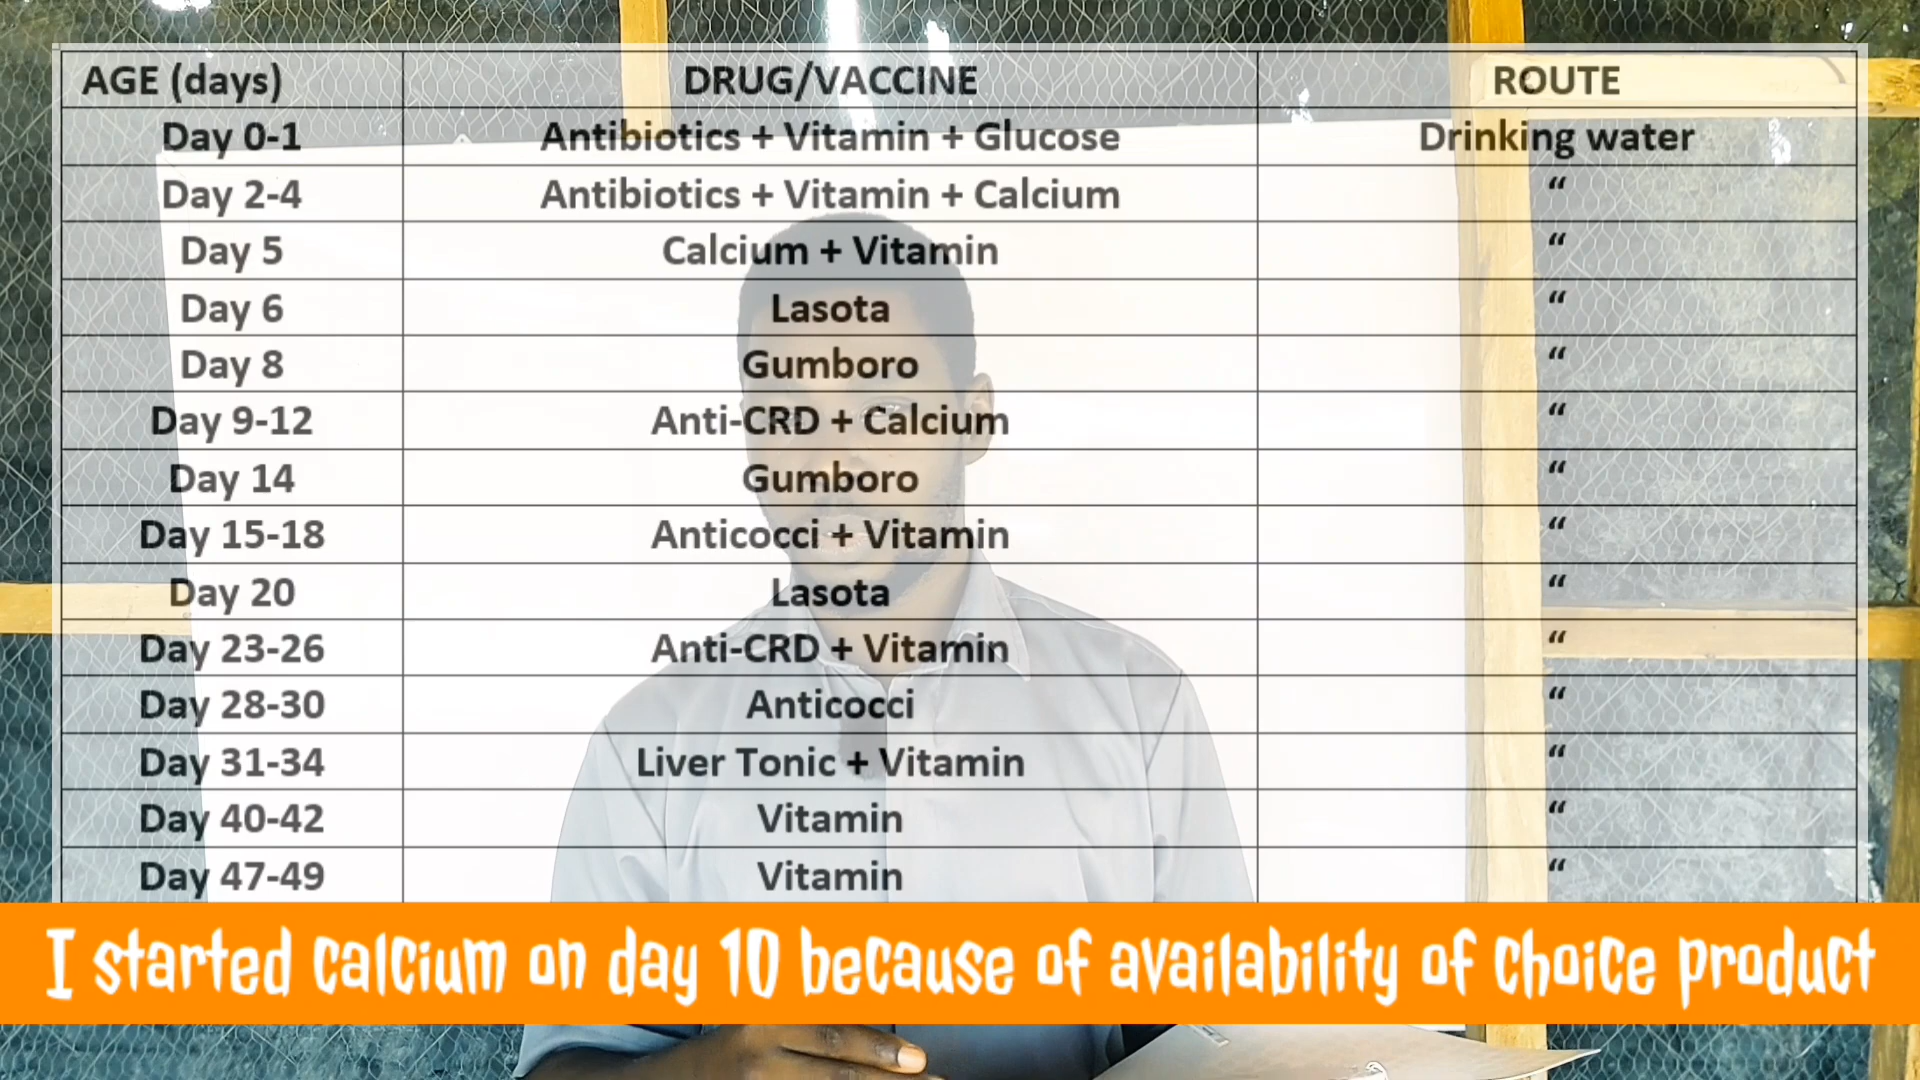 AGE (days) DRUG/VACCINE ROUTE
Day 0-1 Antibiotics + Vitamin + Glucose Drinking water
Day 2-4 Antibiotics + Vitamin + Calcium “
Day 5 Calcium + Vitamin “
Day 6 Lasota “
Day 8 Gumboro “
Day 9-12 Anti-CRD + Calcium “
Day 14 Gumboro “
Day 15-18 Anticocci + Vitamin “
Day 20 Lasota “
Day 23-26 Anti-CRD + Vitamin “
Day 28-30 Anticocci “
Day 31-34 Liver Tonic + Vitamin “
Day 40-42 Vitamin “
Day 47-49 Vitamin “
I started calcium on day 10 because of availability of choice product